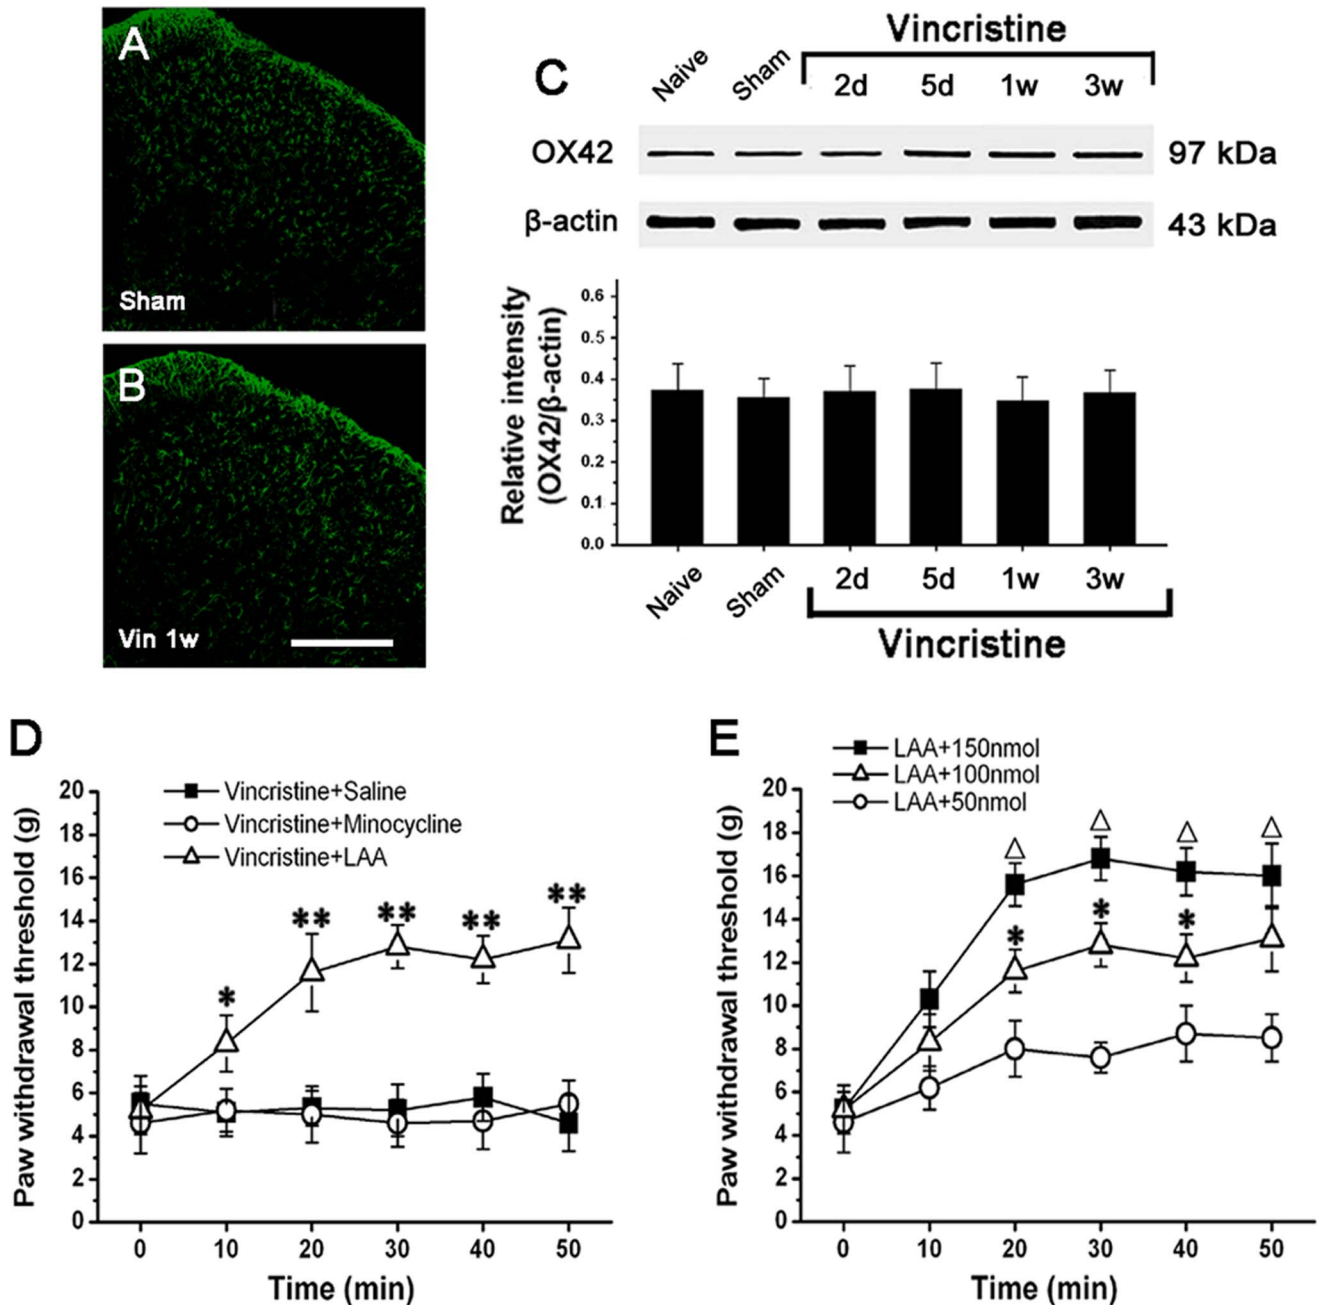 A
Sham
B
Vin 1w
C
Vincristine
Naive Sham 2d 5d 1w 3w
OX42 97 kDa
β-actin 43 kDa
Relative intensity
(OX42/β-actin)
0.6
0.5
0.4
0.3
0.2
0.1
0.0
Naive Sham 2d 5d 1w 3w
Vincristine
D
Vincristine+Saline
Vincristine+Minocycline
Vincristine+LAA
Paw withdrawal threshold (g)
20
18
16
14
12
10
8
6
4
2
0
* ** ** ** **
0 10 20 30 40 50
Time (min)
E
LAA+150nmol
LAA+100nmol
LAA+50nmol
Paw withdrawal threshold (g)
20
18
16
14
12
10
8
6
4
2
0
△ △ △ △
* * *
0 10 20 30 40 50
Time (min)